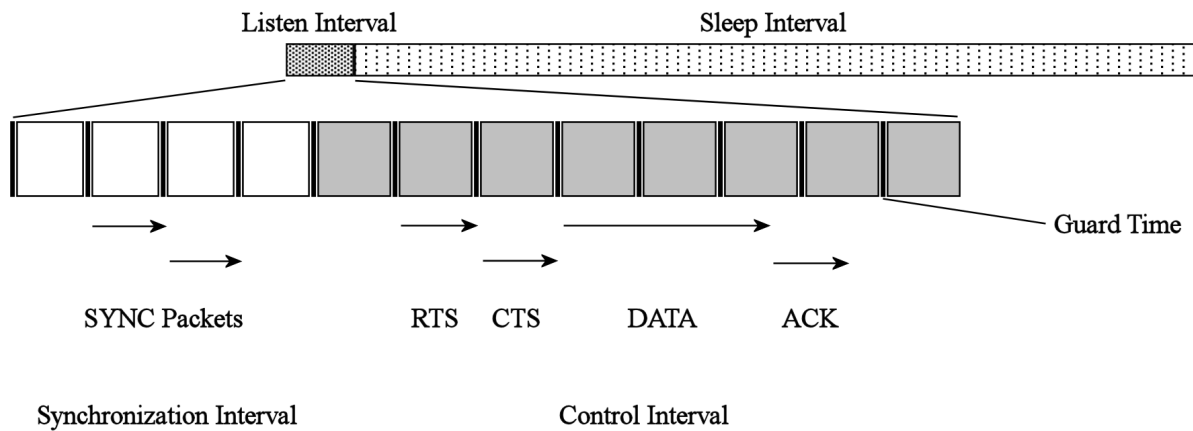 Listen Interval
Sleep Interval
Guard Time
SYNC Packets
RTS
CTS
DATA
ACK
Synchronization Interval
Control Interval